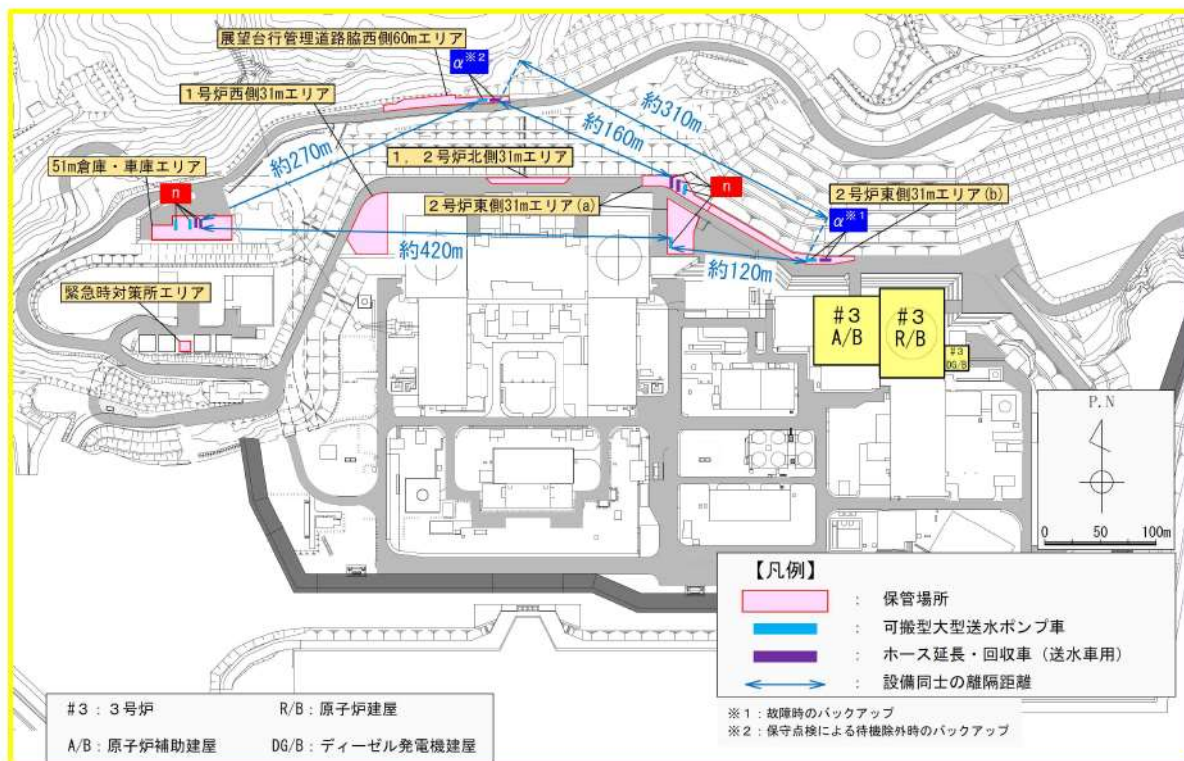 展望台行管理道路脇西側60mエリア
α※2
1号炉西側31mエリア
約310m
約160m
約270m
1,2号炉北側31mエリア
51m倉庫・車庫エリア
n
n
2号炉東側31mエリア(b)
2号炉東側31mエリア(a)
α※1
約420m
約120m
緊急時対策所エリア
#3
A/B
#3
R/B
#3
DG/B
P.N
0 50 100m
【凡例】
: 保管場所
: 可搬型大型送水ポンプ車
: ホース延長・回収車(送水車用)
: 設備同士の離隔距離
#3:3号炉 R/B:原子炉建屋
A/B:原子炉補助建屋 DG/B:ディーゼル発電機建屋
※1:故障時のバックアップ
※2:保守点検による待機除外時のバックアップ